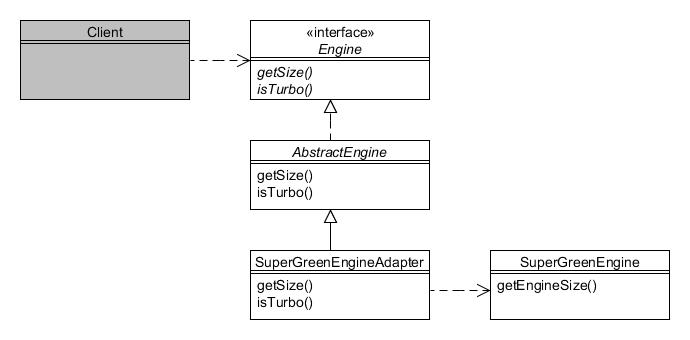 Client
«interface»
Engine
getSize()
isTurbo()
AbstractEngine
getSize()
isTurbo()
SuperGreenEngineAdapter
getSize()
isTurbo()
SuperGreenEngine
getEngineSize()